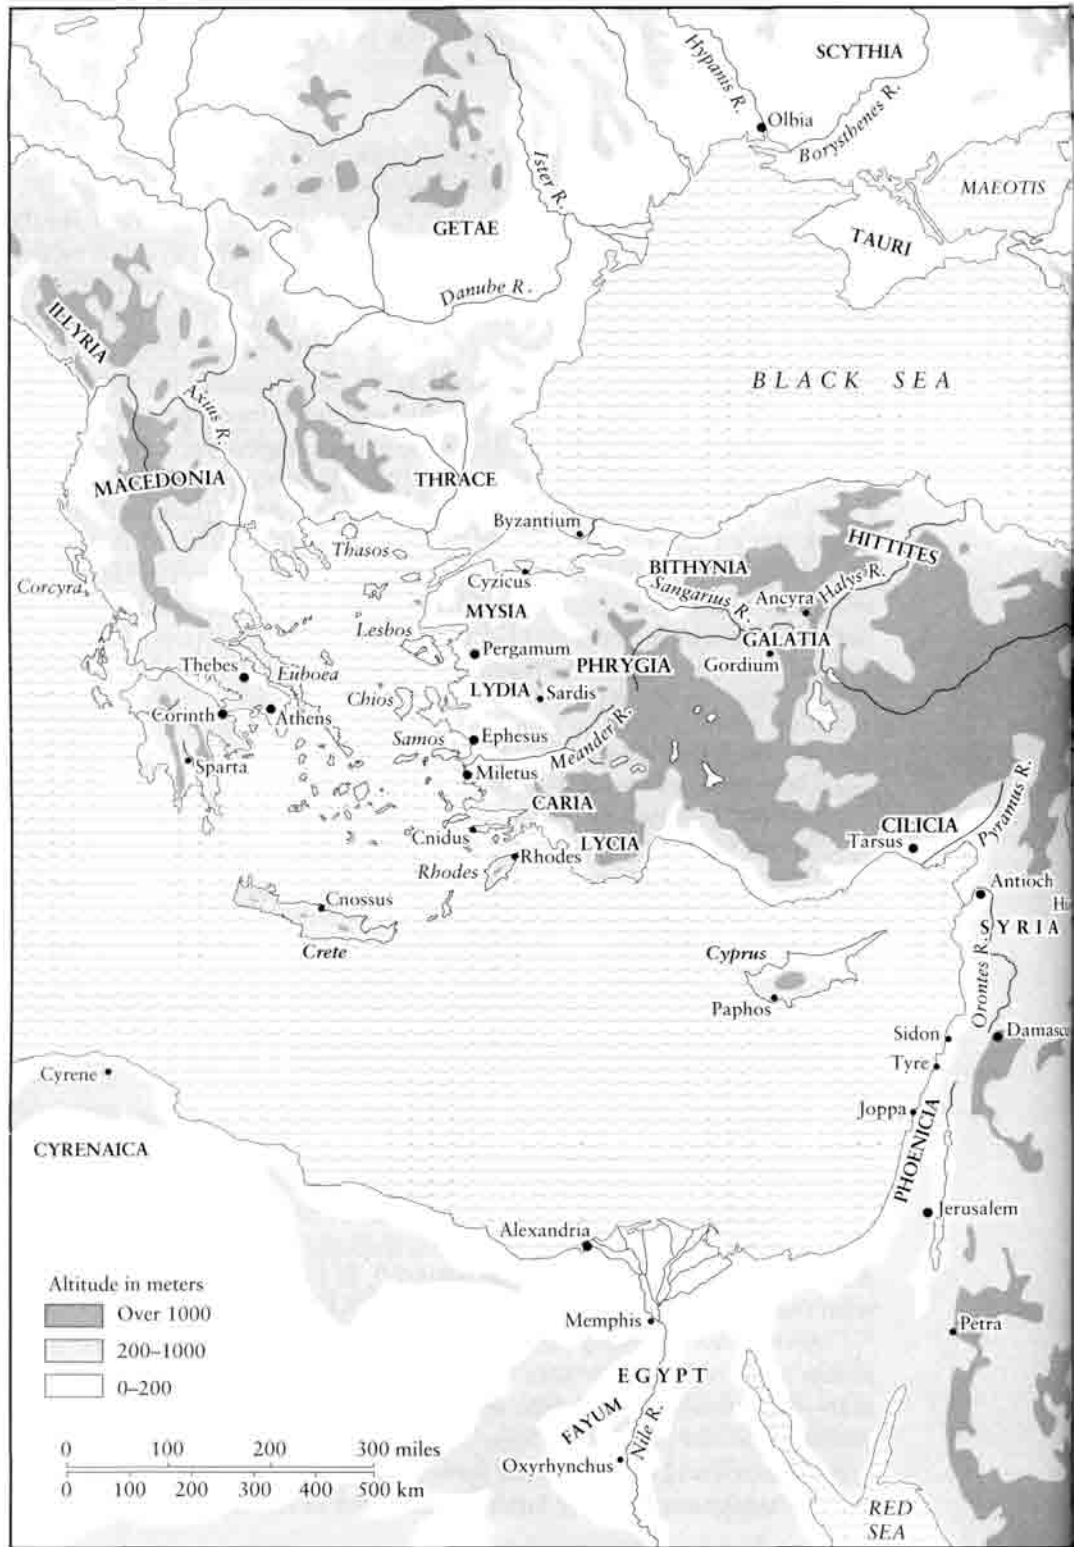 SCYTHIA
Hypanis R.
Olbia
Borysthenes R.
Ister R.
MAEOTIS
GETAE
TAURI
Danube R.
ILLYRIA
BLACK SEA
Axius R.
MACEDONIA
THRACE
Byzantium
HITTITES
Thasos
BITHYNIA
Corcyra
Cyzicus
Sangarius R.
Ancyra
Halys R.
MYSIA
Lesbos
GALATIA
Pergamum
PHRYGIA
Gordium
Thebes
Euboea
LYDIA
Sardis
Chios
Corinth
Athens
Samos
Ephesus
Meander R.
Sparta
Miletus
CARIA
Pyramus R.
Cnidus
LYCIA
CILICIA
Tarsus
Rhodes
Rhodes
Antioch
Cnossus
Hi
SYRIA
Crete
Cyprus
Orontes R.
Paphos
Sidon
Damasc
Tyre
Cyrene
Joppa
PHOENICIA
CYRENAICA
Jerusalem
Alexandria
Altitude in meters
Over 1000
200–1000
0–200
Memphis
Petra
EGYPT
FAYUM
Nile R.
0 100 200 300 miles
Oxyrhynchus
0 100 200 300 400 500 km
RED
SEA